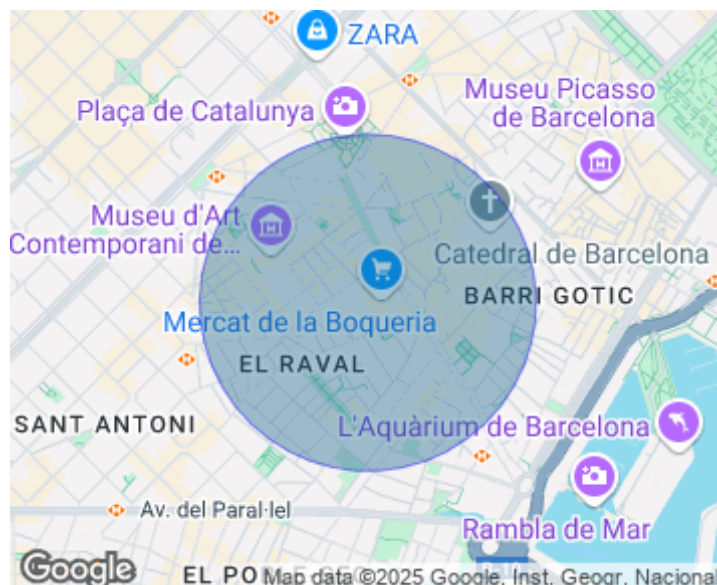 ZARA
Plaça de Catalunya
Museu Picasso
de Barcelona
Museu d'Art
Contemporani de...
Catedral de Barcelona
BARRI GOTIC
Mercat de la Boqueria
EL RAVAL
SANT ANTONI
L'Aquàrium de Barcelona
Av. del Paral·lel
Rambla de Mar
Google
EL PO
Map data ©2025 Google, Inst. Geogr. Nacional